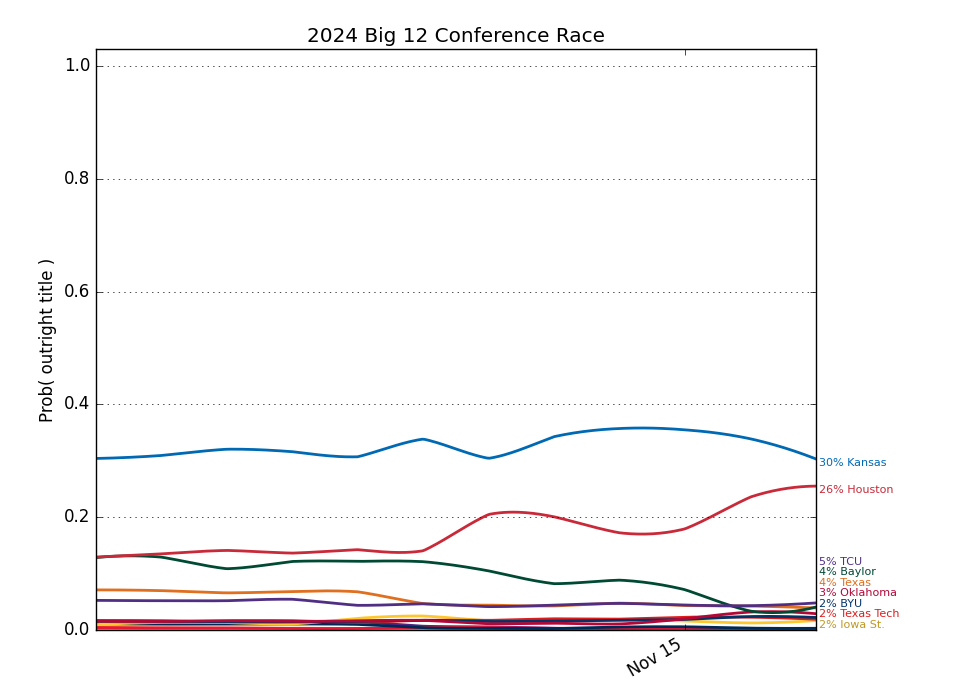 2024 Big 12 Conference Race
Prob( outright title )
1.0
0.8
0.6
0.4
0.2
0.0
Nov 15
30% Kansas
26% Houston
5% TCU
4% Baylor
4% Texas
3% Oklahoma
2% BYU
2% Texas Tech
2% Iowa St.